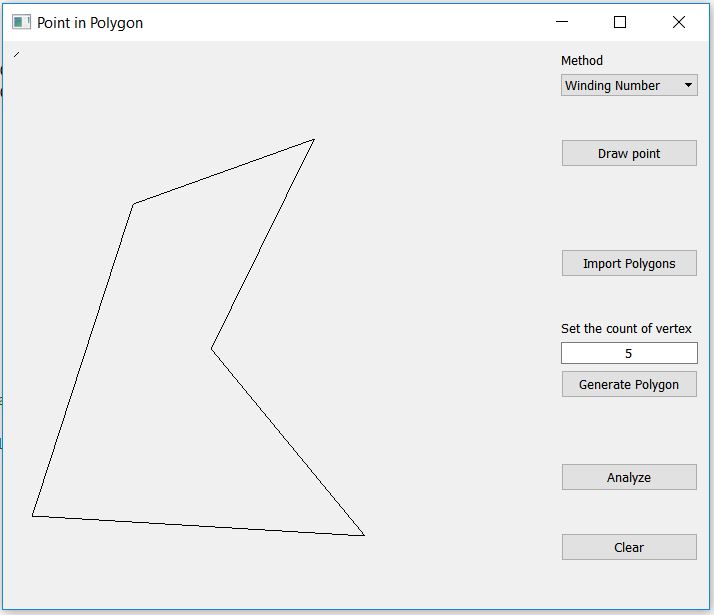 Point in Polygon
Method
Winding Number
Draw point
Import Polygons
Set the count of vertex
5
Generate Polygon
Analyze
Clear